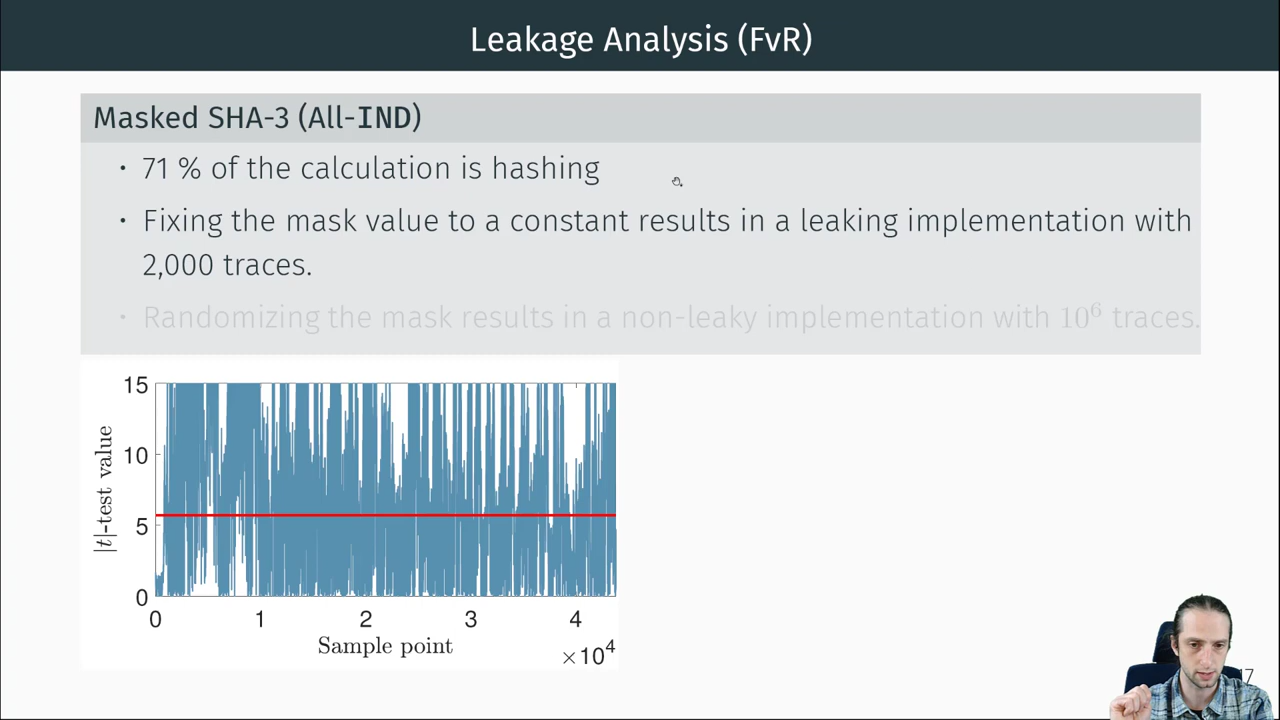 Leakage Analysis (FvR)
Masked SHA-3 (All-IND)
• 71 % of the calculation is hashing
• Fixing the mask value to a constant results in a leaking implementation with
2,000 traces.
• Randomizing the mask results in a non-leaky implementation with 10⁶ traces.
15
10
5
0
|t|-test value
0 1 2 3 4
Sample point
×10⁴
17